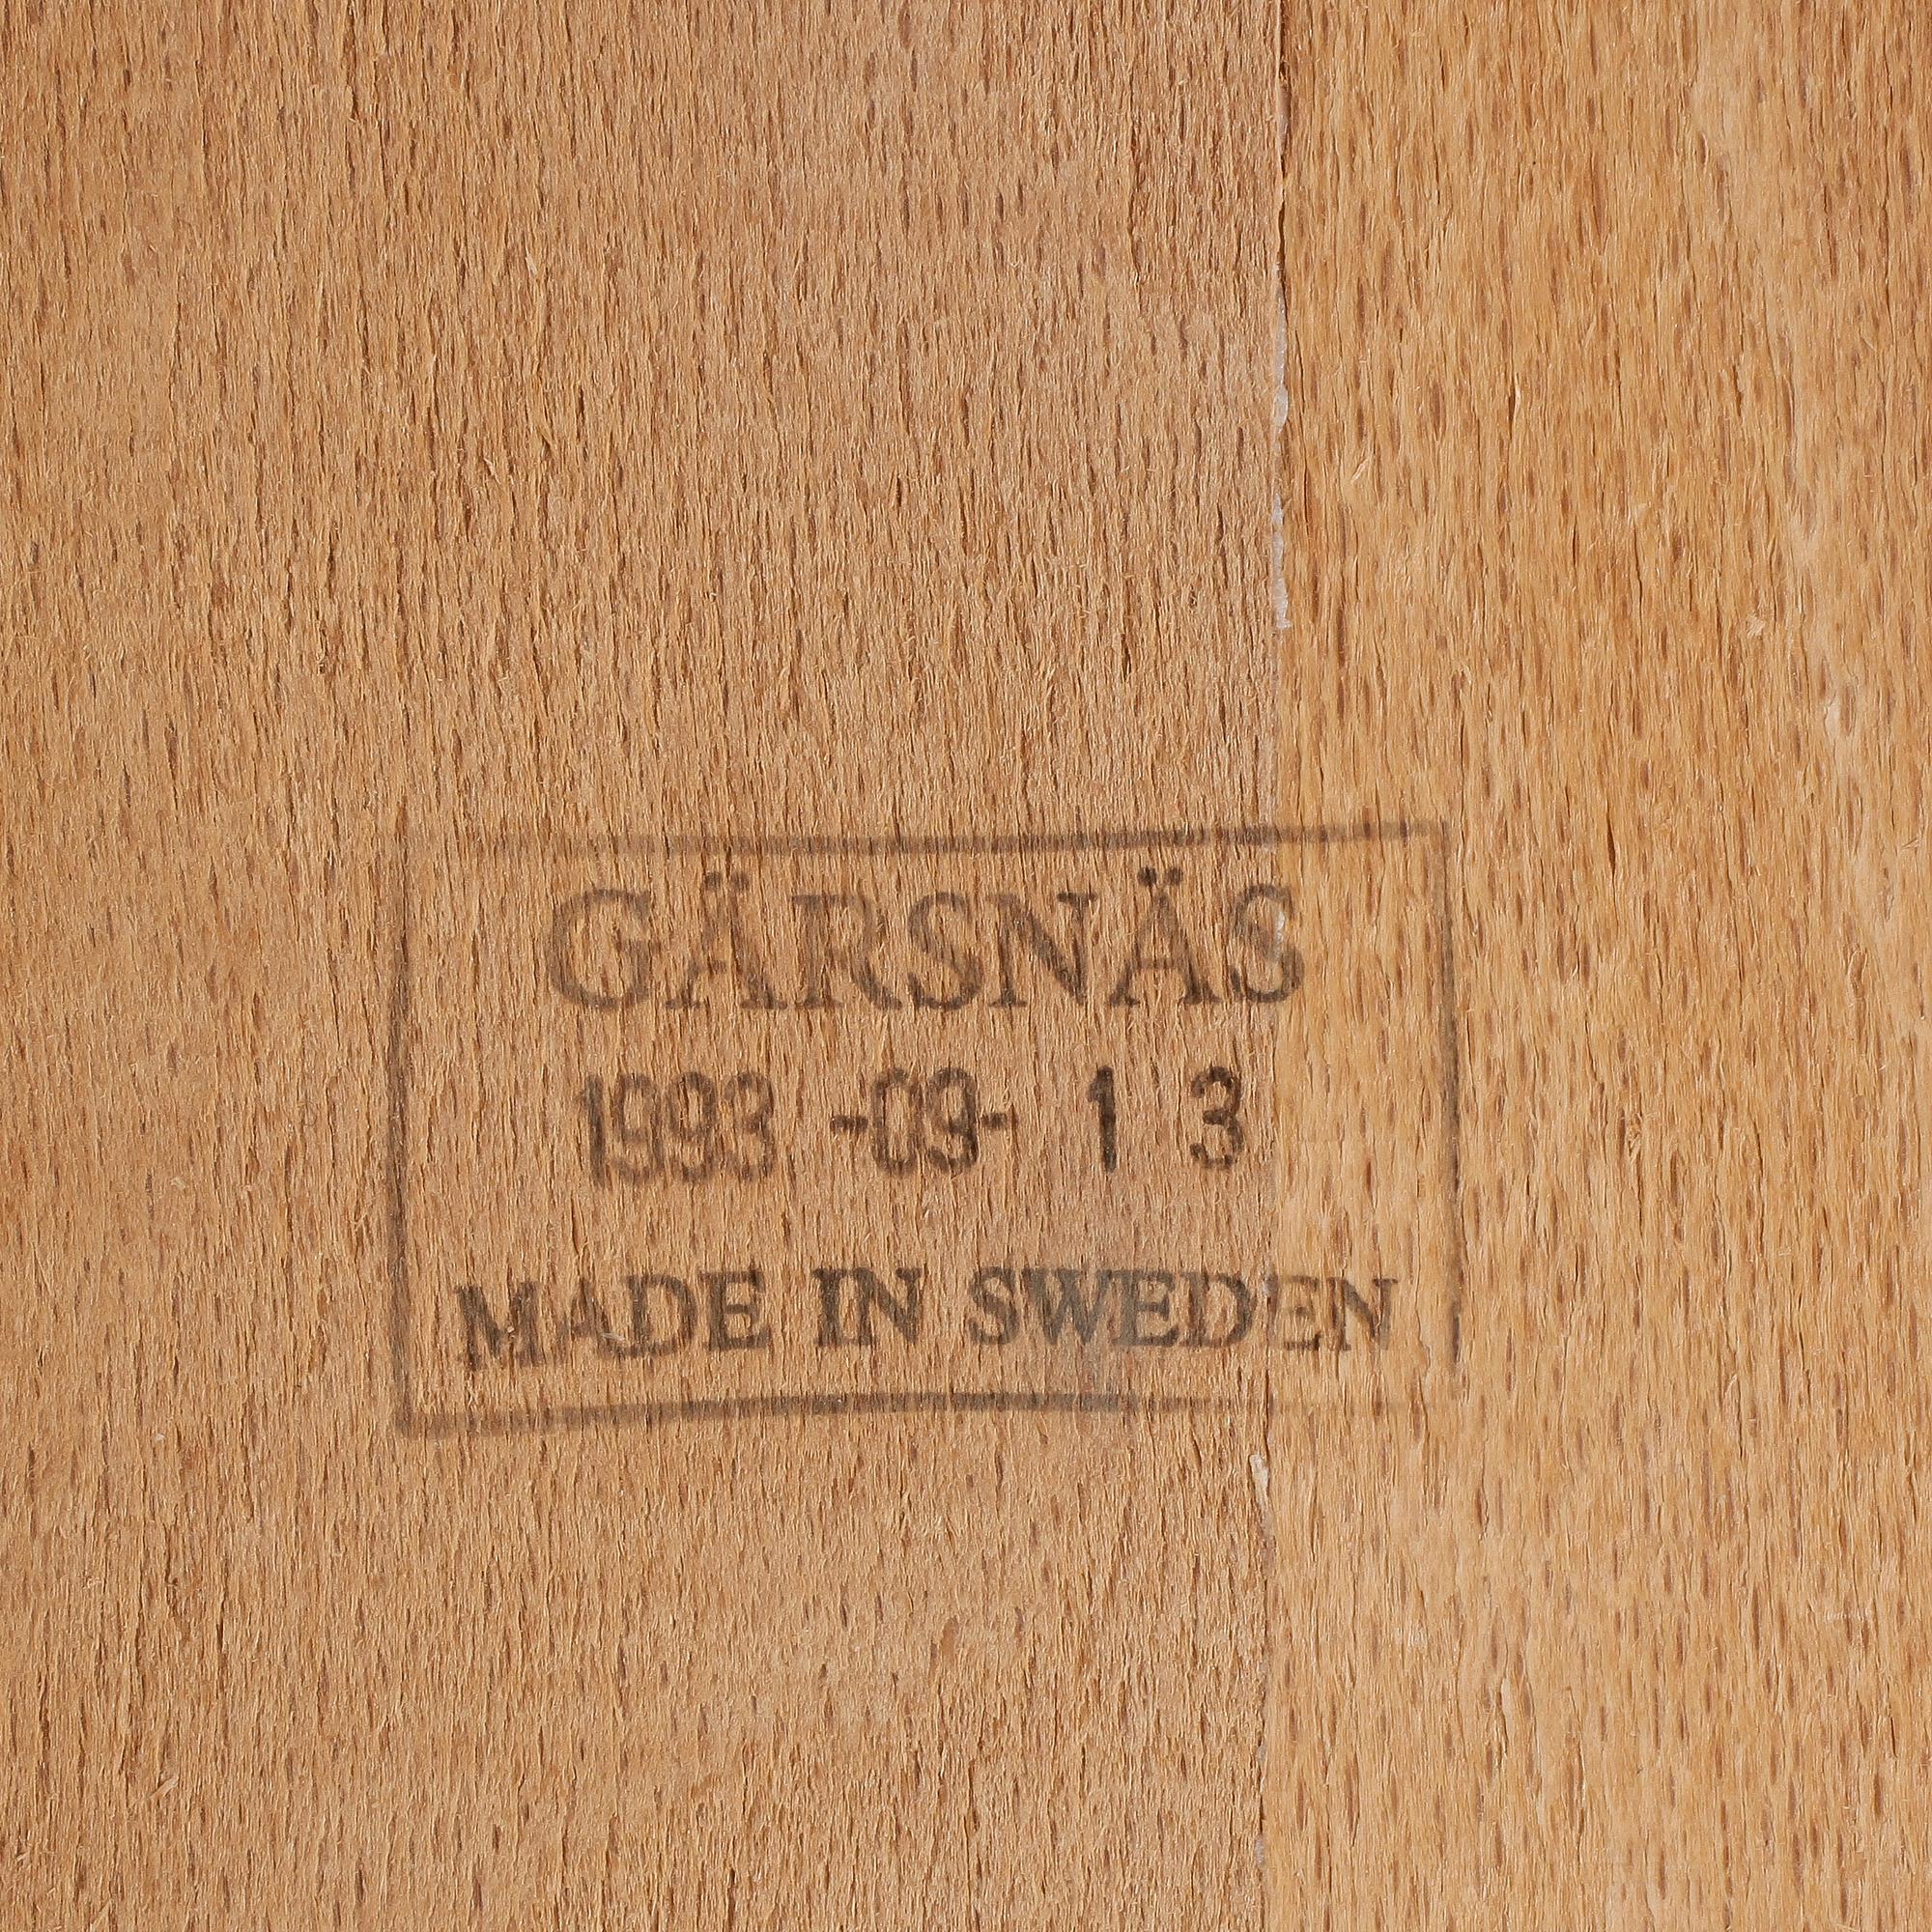 GÄRSNÄS
1993 -09- 1 3
MADE IN SWEDEN